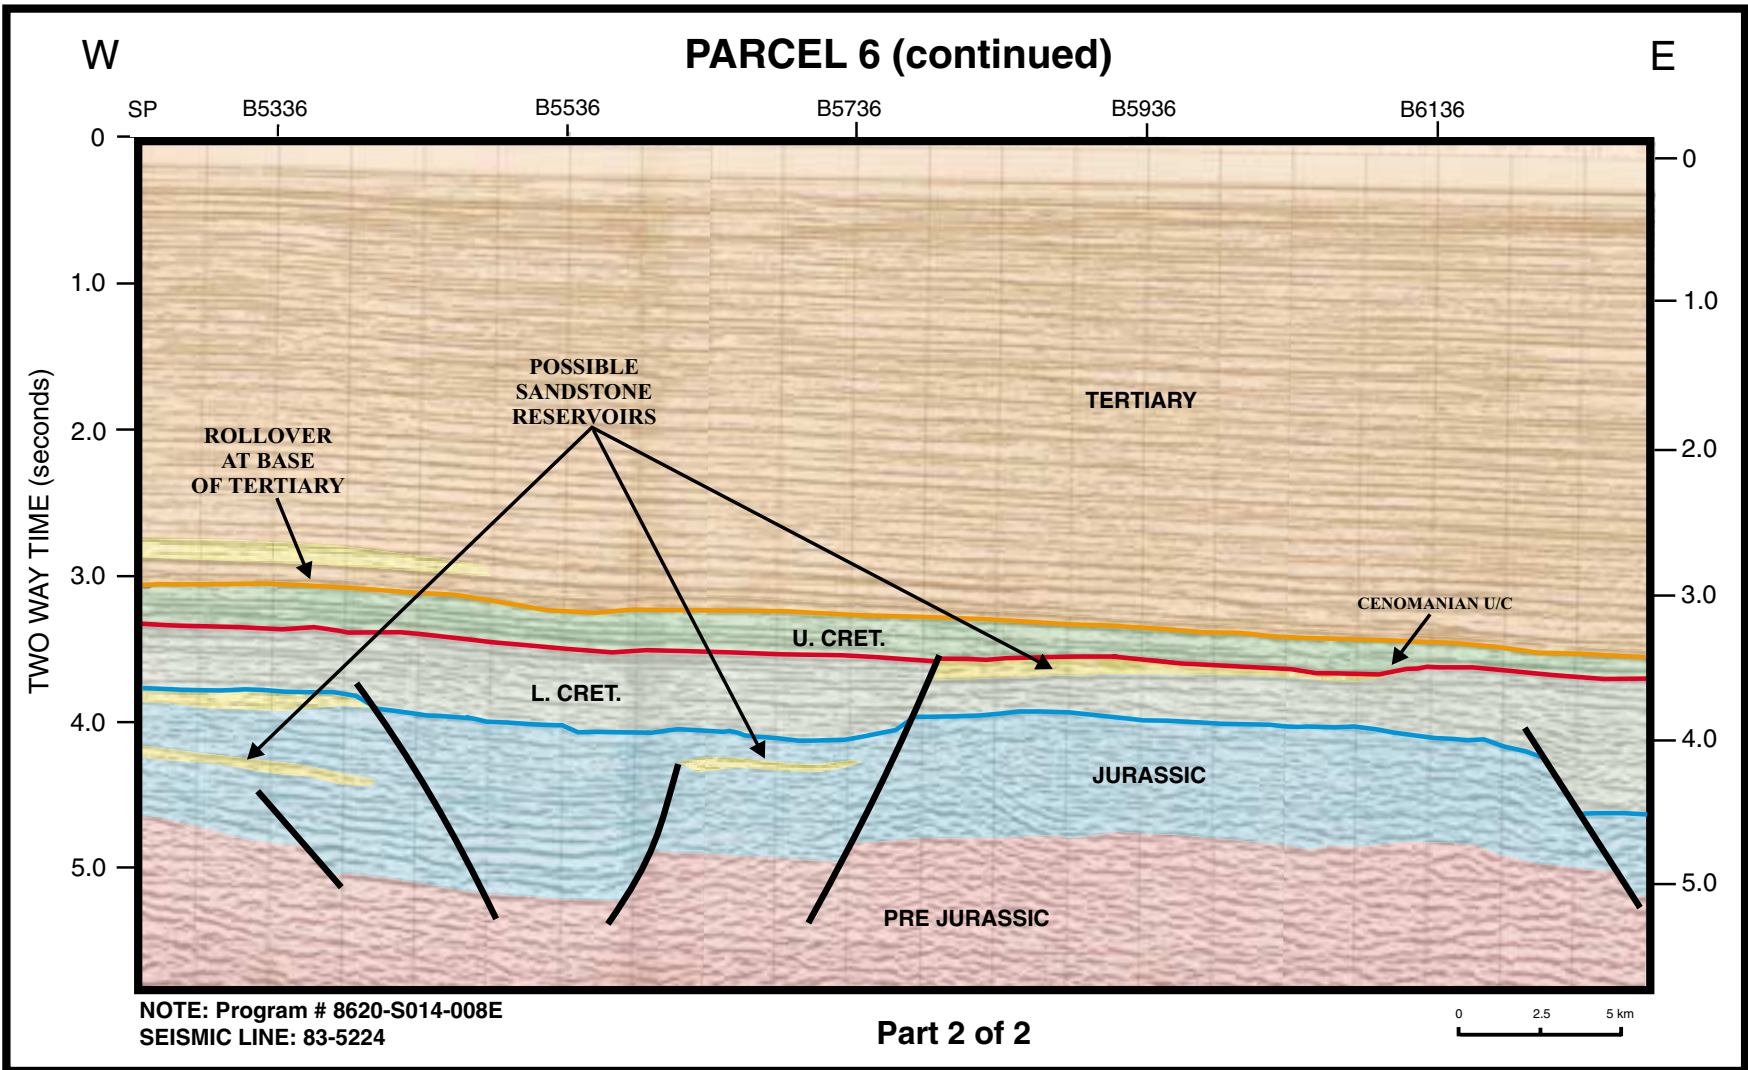 W
PARCEL 6 (continued)
E
SP
B5336
B5536
B5736
B5936
B6136
0
1.0
2.0
3.0
4.0
5.0
TWO WAY TIME (seconds)
0
1.0
2.0
3.0
4.0
5.0
POSSIBLE
SANDSTONE
RESERVOIRS
TERTIARY
ROLLOVER
AT BASE
OF TERTIARY
CENOMANIAN U/C
U. CRET.
L. CRET.
JURASSIC
PRE JURASSIC
NOTE: Program # 8620-S014-008E
SEISMIC LINE: 83-5224
Part 2 of 2
0 2.5 5 km